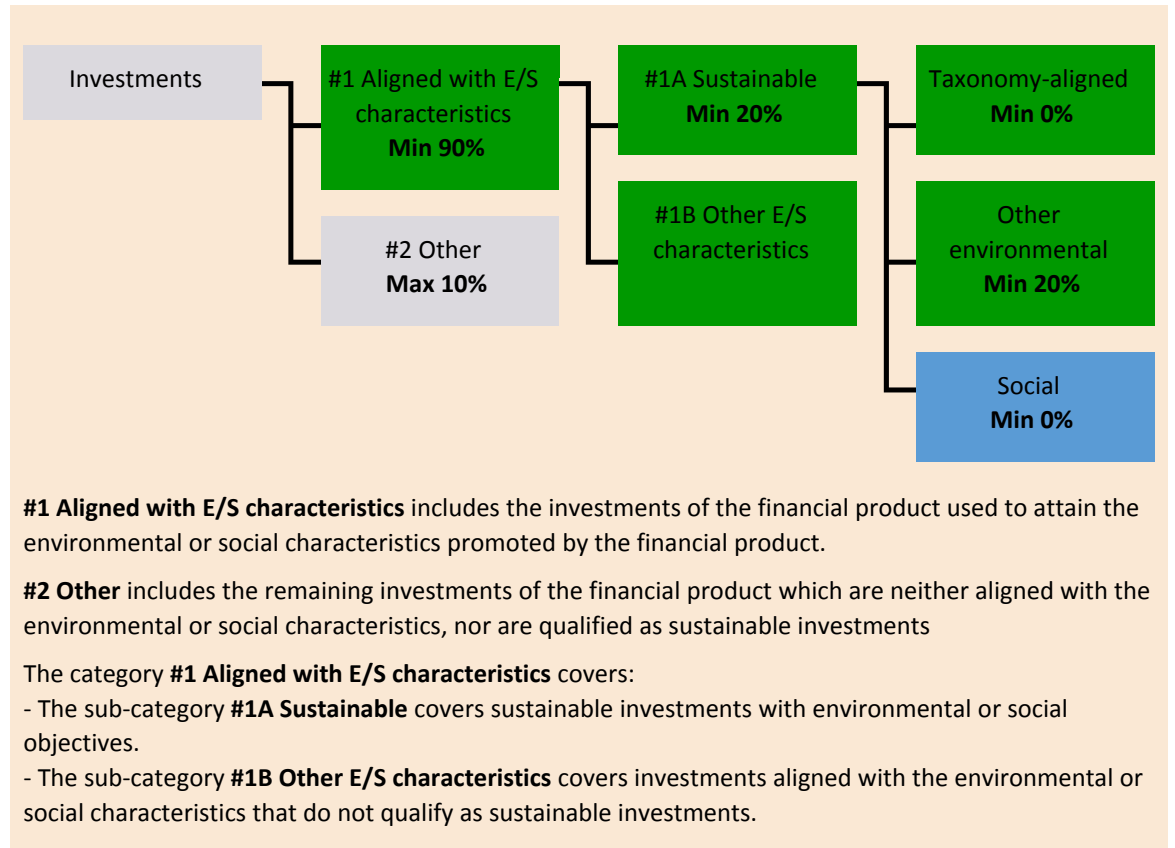 Investments
#1 Aligned with E/S
characteristics
Min 90%
#2 Other
Max 10%
#1A Sustainable
Min 20%
#1B Other E/S
characteristics
Taxonomy-aligned
Min 0%
Other
environmental
Min 20%
Social
Min 0%
#1 Aligned with E/S characteristics includes the investments of the financial product used to attain the
environmental or social characteristics promoted by the financial product.
#2 Other includes the remaining investments of the financial product which are neither aligned with the
environmental or social characteristics, nor are qualified as sustainable investments
The category #1 Aligned with E/S characteristics covers:
- The sub-category #1A Sustainable covers sustainable investments with environmental or social
objectives.
- The sub-category #1B Other E/S characteristics covers investments aligned with the environmental or
social characteristics that do not qualify as sustainable investments.